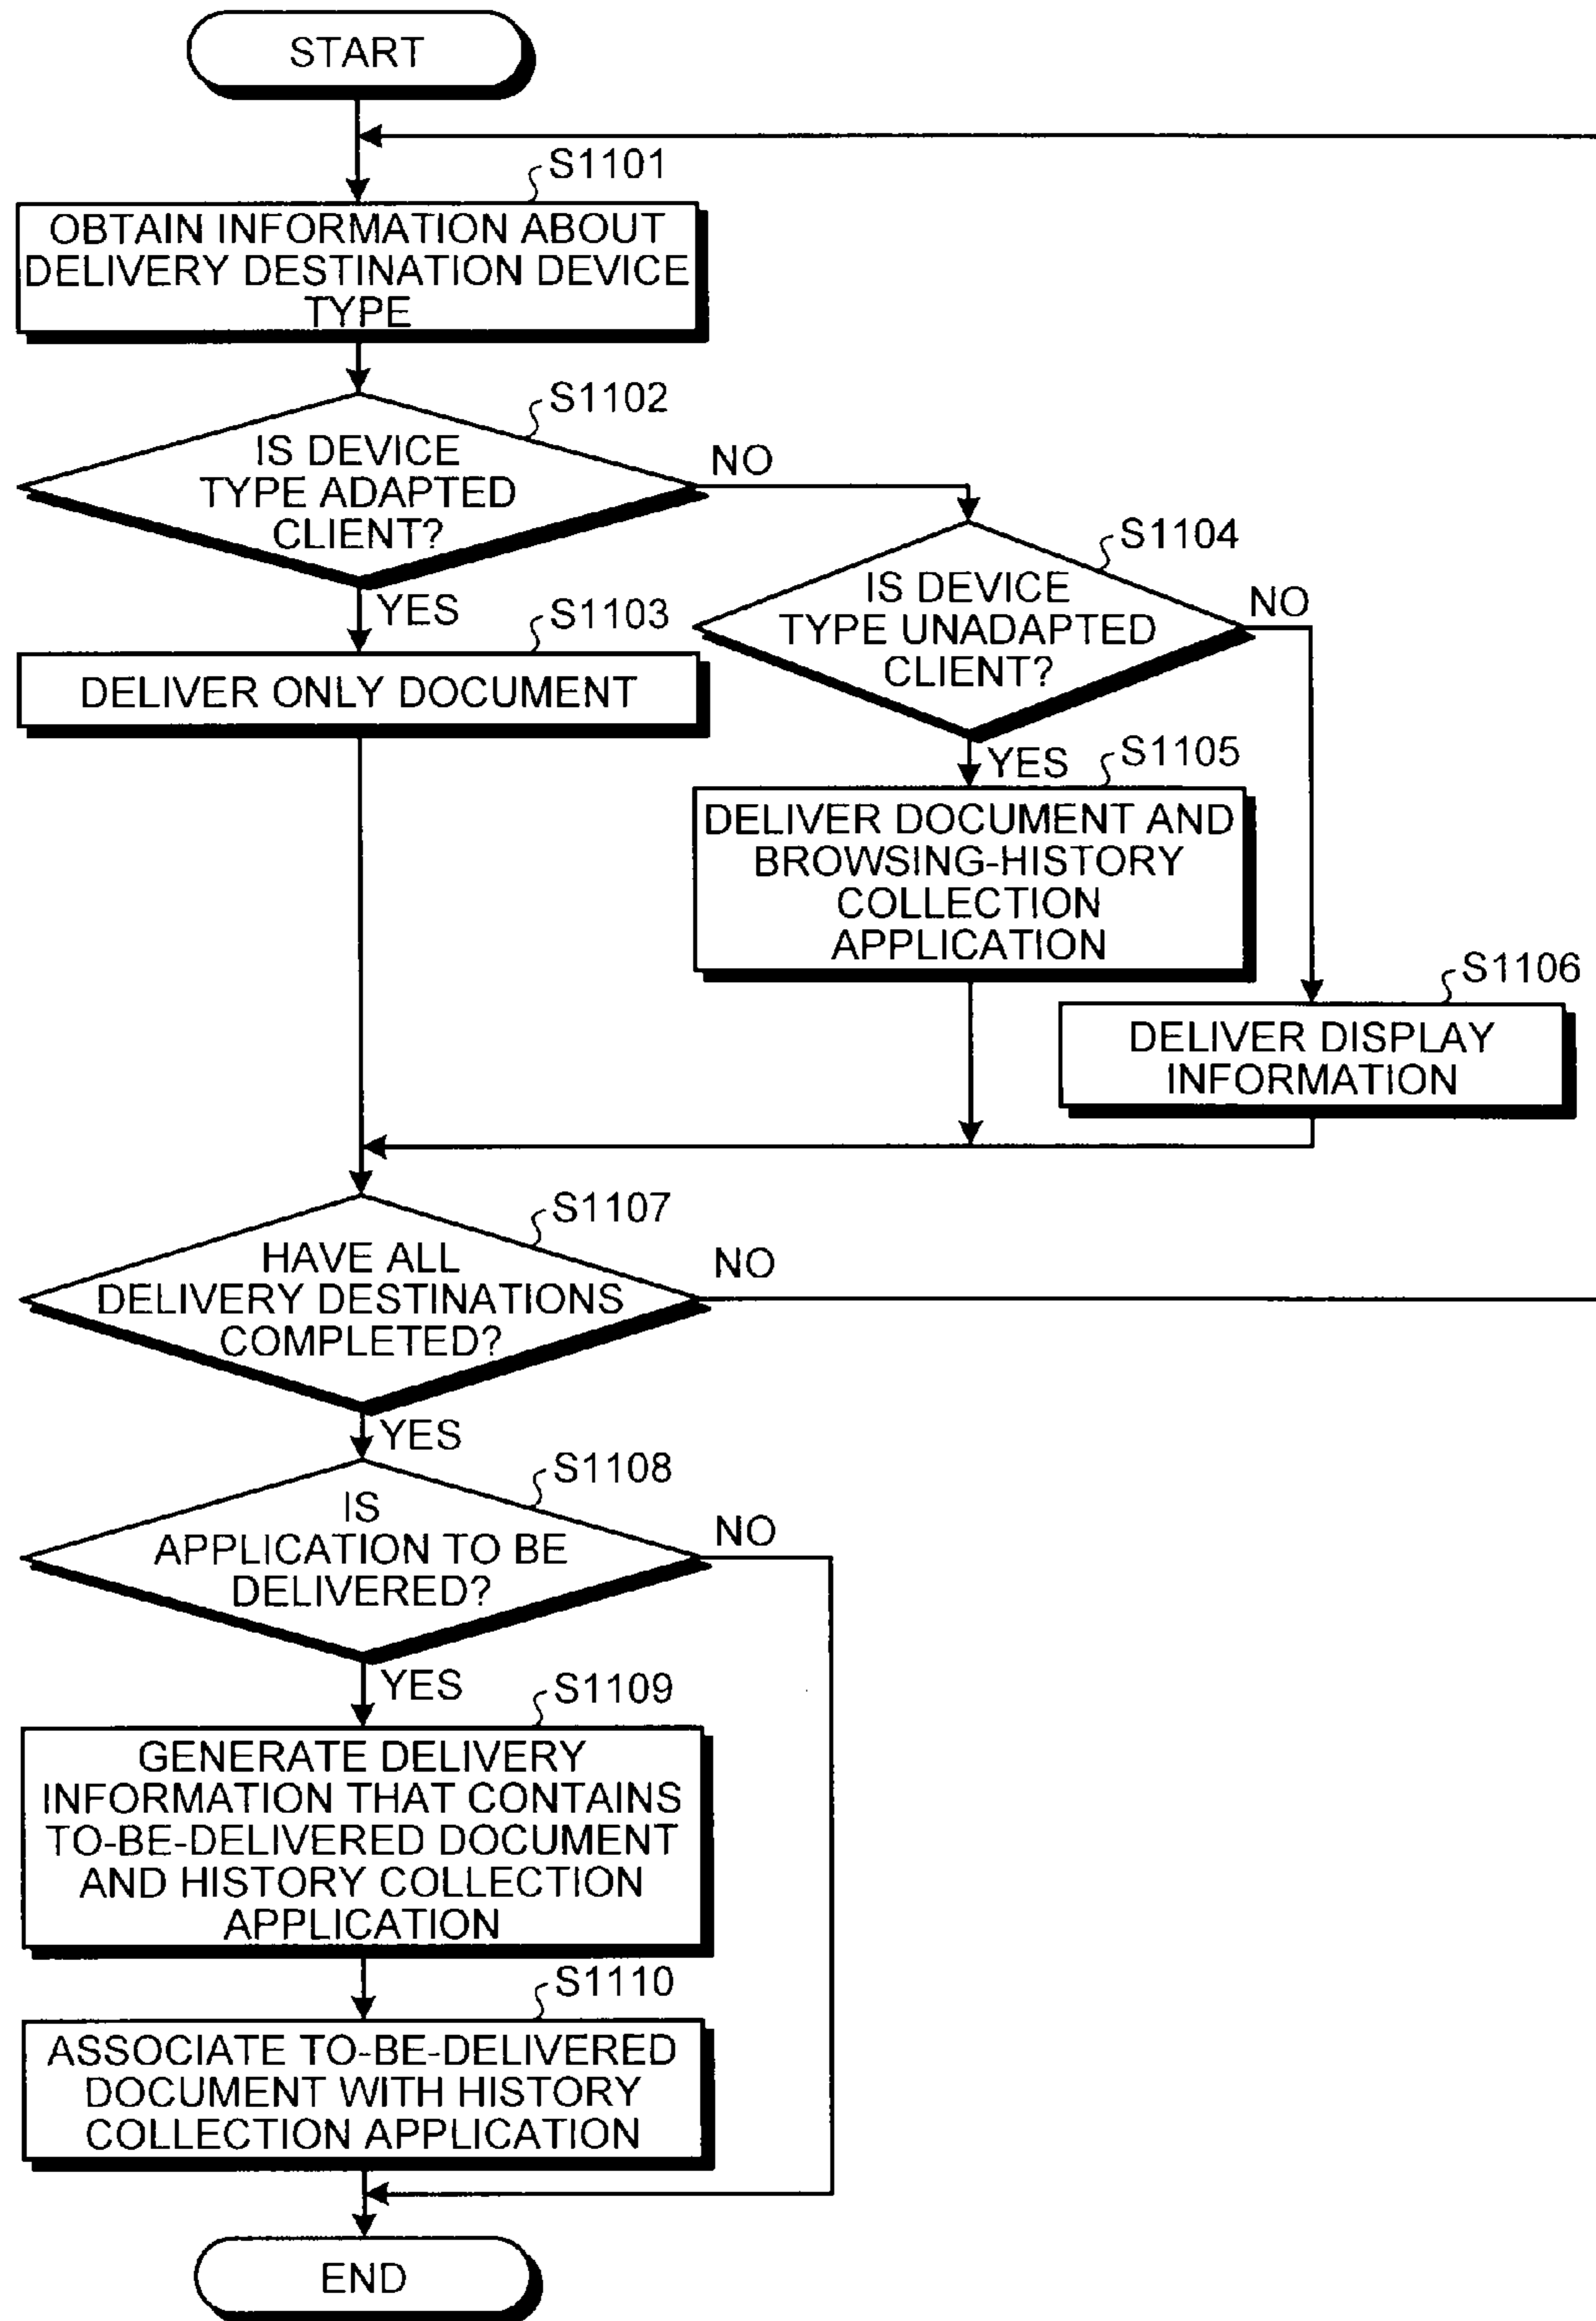 START
S1101
OBTAIN INFORMATION ABOUT
DELIVERY DESTINATION DEVICE
TYPE
S1102
IS DEVICE
TYPE ADAPTED
CLIENT?
NO
YES
S1103
DELIVER ONLY DOCUMENT
S1104
IS DEVICE
TYPE UNADAPTED
CLIENT?
NO
YES
S1105
DELIVER DOCUMENT AND
BROWSING-HISTORY
COLLECTION
APPLICATION
S1106
DELIVER DISPLAY
INFORMATION
S1107
HAVE ALL
DELIVERY DESTINATIONS
COMPLETED?
NO
YES
S1108
IS
APPLICATION TO BE
DELIVERED?
NO
YES
S1109
GENERATE DELIVERY
INFORMATION THAT CONTAINS
TO-BE-DELIVERED DOCUMENT
AND HISTORY COLLECTION
APPLICATION
S1110
ASSOCIATE TO-BE-DELIVERED
DOCUMENT WITH HISTORY
COLLECTION APPLICATION
END